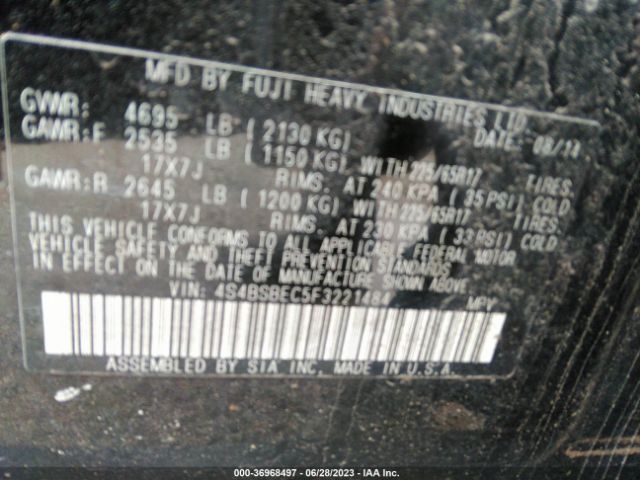 MFD BY FUJI HEAVY INDUSTRIES LTD.
GVWR: 4695 LB (2130 KG) DATE: 08/14
GAWR:F 2535 LB (1150 KG) WITH 225/65R17 TIRES,
17X7J RIMS, AT 240 KPA (35 PSI) COLD
GAWR:R 2645 LB (1200 KG) WITH 225/65R17 TIRES,
17X7J RIMS, AT 230 KPA (33 PSI) COLD
THIS VEHICLE CONFORMS TO ALL APPLICABLE FEDERAL MOTOR
VEHICLE SAFETY AND THEFT PREVENTION STANDARDS
IN EFFECT ON THE DATE OF MANUFACTURE SHOWN ABOVE
VIN: 4S4BSBEC5F3221484 MPV
ASSEMBLED BY SIA INC, MADE IN U.S.A.
000-36968497 - 06/28/2023 - IAA Inc.